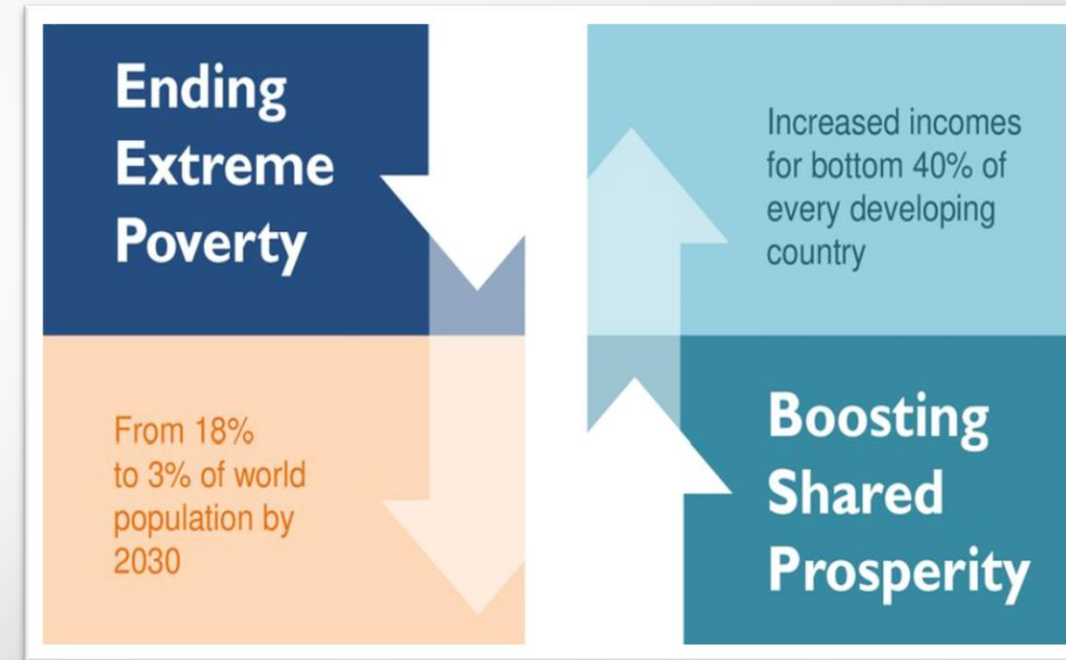 Ending
Extreme
Poverty
From 18%
to 3% of world
population by
2030
Increased incomes
for bottom 40% of
every developing
country
Boosting
Shared
Prosperity